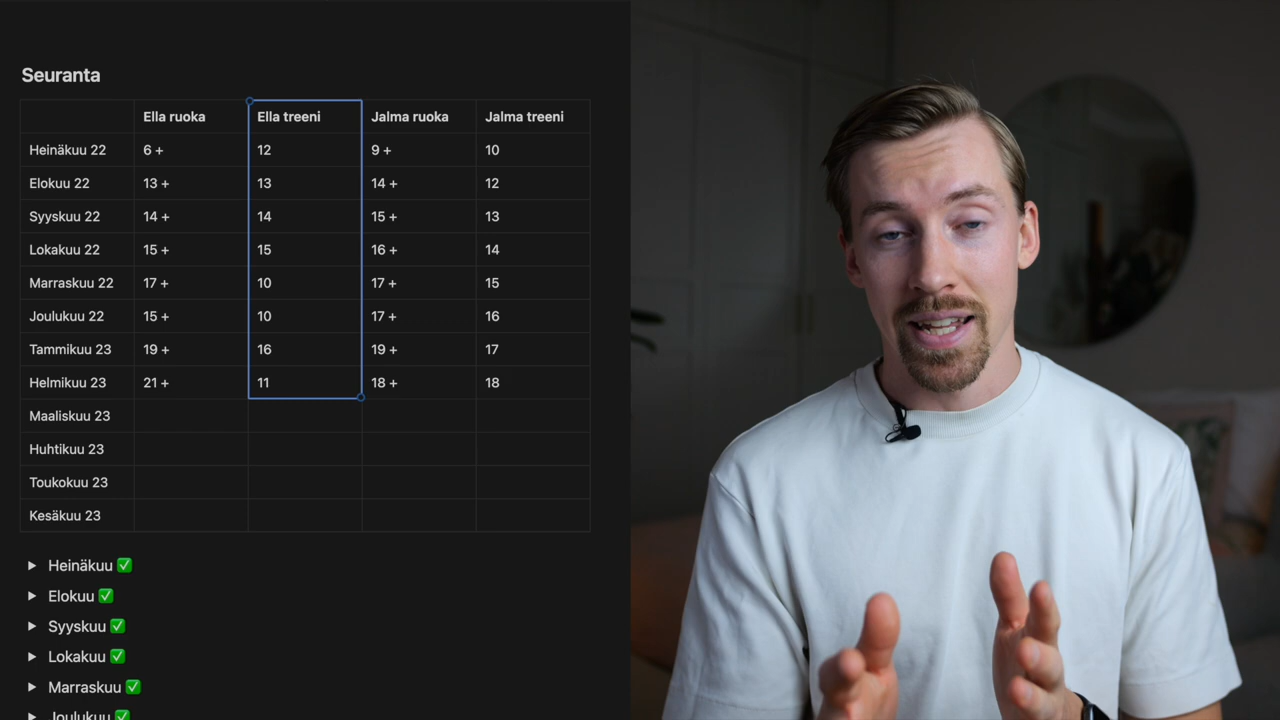 Seuranta
Ella ruoka Ella treeni Jalma ruoka Jalma treeni
Heinäkuu 22 6 + 12 9 + 10
Elokuu 22 13 + 13 14 + 12
Syyskuu 22 14 + 14 15 + 13
Lokakuu 22 15 + 15 16 + 14
Marraskuu 22 17 + 10 17 + 15
Joulukuu 22 15 + 10 17 + 16
Tammikuu 23 19 + 16 19 + 17
Helmikuu 23 21 + 11 18 + 18
Maaliskuu 23
Huhtikuu 23
Toukokuu 23
Kesäkuu 23
Heinäkuu ✅
Elokuu ✅
Syyskuu ✅
Lokakuu ✅
Marraskuu ✅
Joulukuu ✅